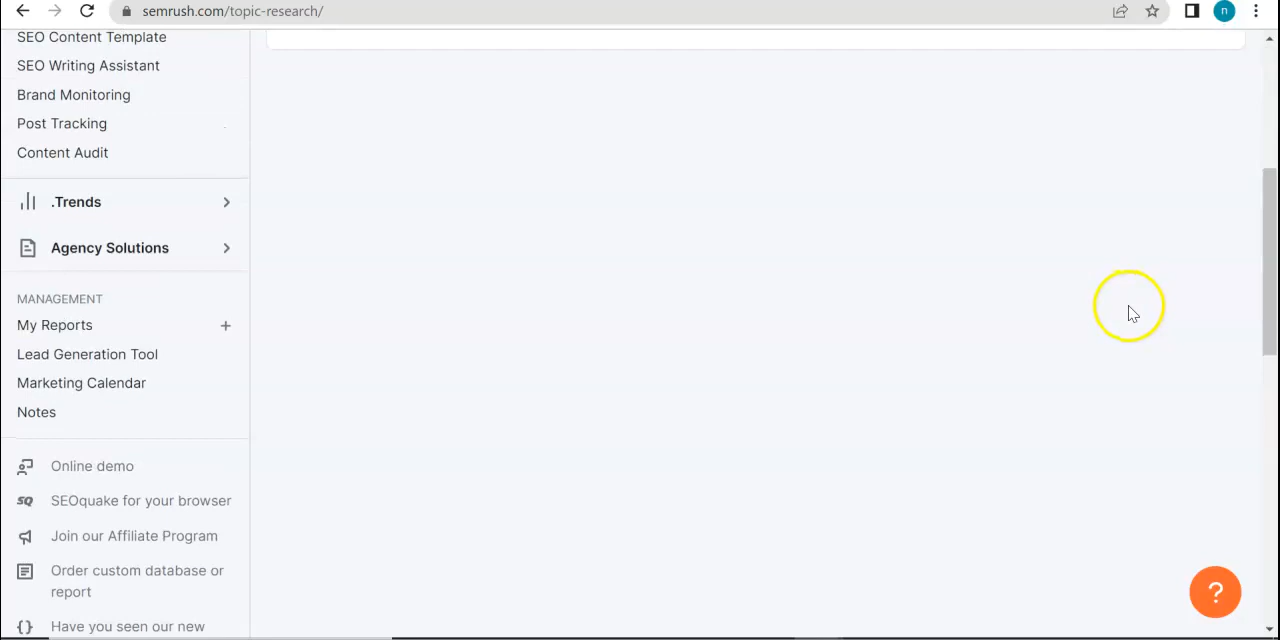 semrush.com/topic-research/
n
SEO Content Template
SEO Writing Assistant
Brand Monitoring
Post Tracking
Content Audit
.Trends
Agency Solutions
MANAGEMENT
My Reports +
Lead Generation Tool
Marketing Calendar
Notes
Online demo
SQ SEOquake for your browser
Join our Affiliate Program
Order custom database or
report
{} Have you seen our new
?